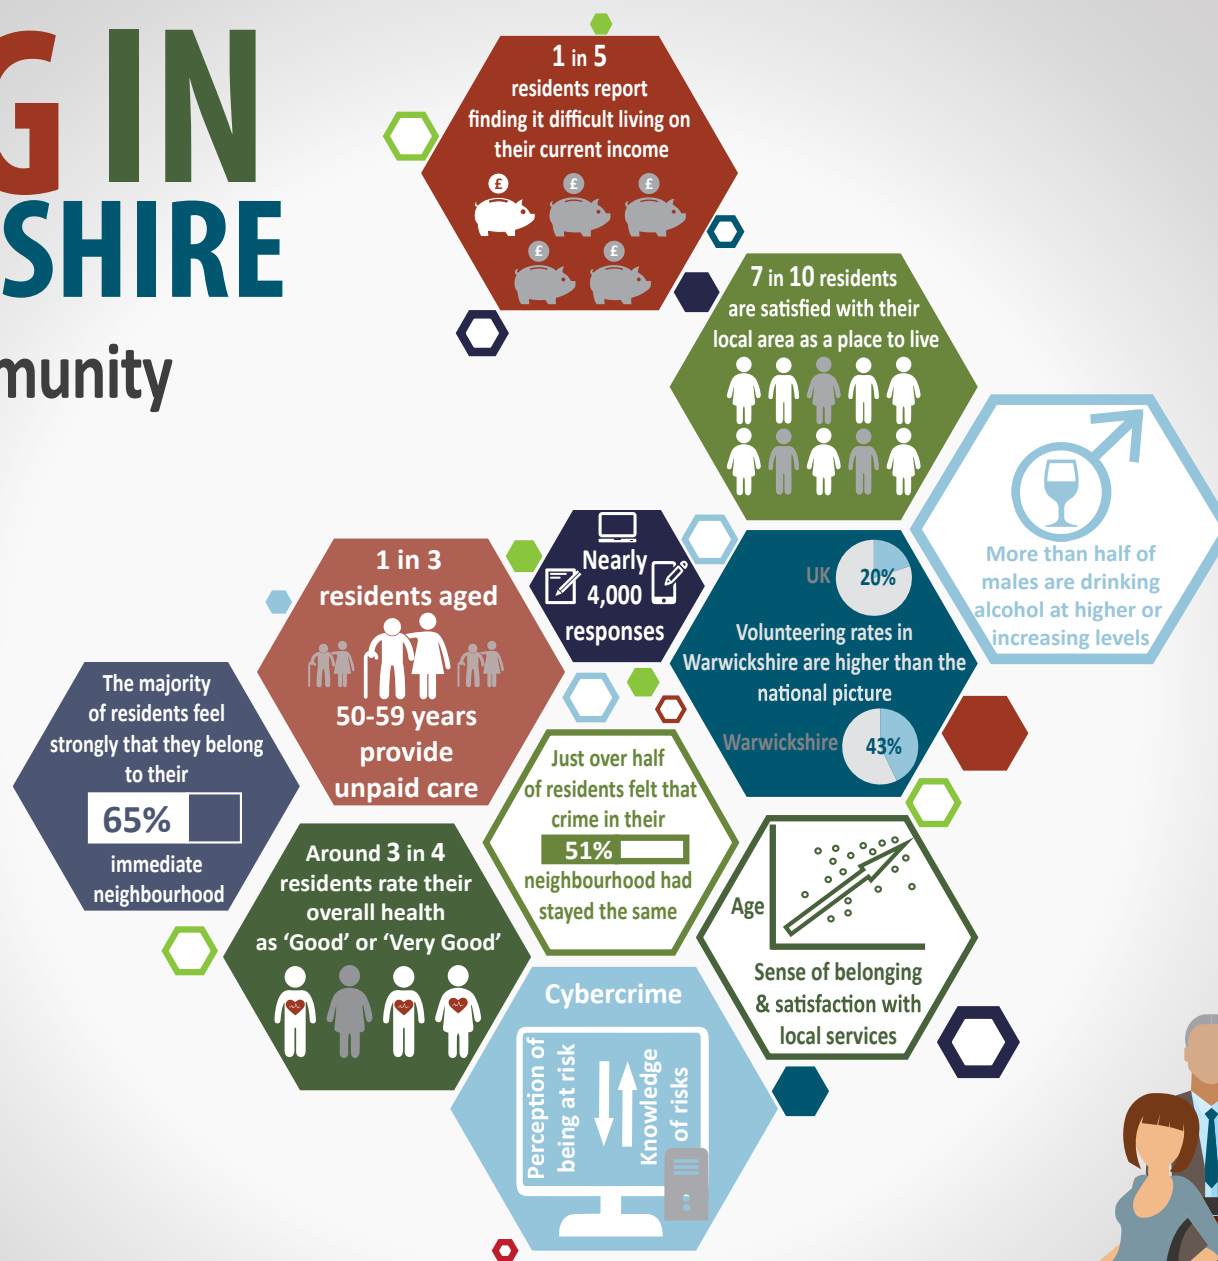 G IN
SHIRE
munity
1 in 5
residents report
finding it difficult living on
their current income
£ £ £
£ £
7 in 10 residents
are satisfied with their
local area as a place to live
More than half of
males are drinking
alcohol at higher or
increasing levels
Nearly
4,000
responses
UK 20%
Volunteering rates in
Warwickshire are higher than the
national picture
Warwickshire 43%
1 in 3
residents aged
50-59 years
provide
unpaid care
The majority
of residents feel
strongly that they belong
to their
65%
immediate
neighbourhood
Just over half
of residents felt that
crime in their
51%
neighbourhood had
stayed the same
Around 3 in 4
residents rate their
overall health
as ‘Good’ or ‘Very Good’
Age
Sense of belonging
& satisfaction with
local services
Cybercrime
Perception of
being at risk
Knowledge
of risks